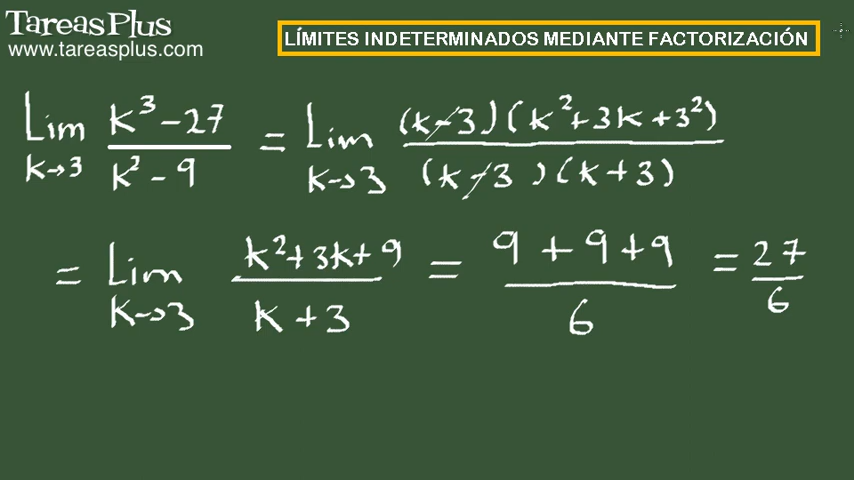 TareasPlus
www.tareasplus.com
LÍMITES INDETERMINADOS MEDIANTE FACTORIZACIÓN
Lim k→3 (k³ - 27)/(k² - 9) = Lim k→3 ((k-3)(k²+3k+3²))/((k-3)(k+3))
= Lim k→3 (k²+3k+9)/(k+3) = (9+9+9)/6 = 27/6